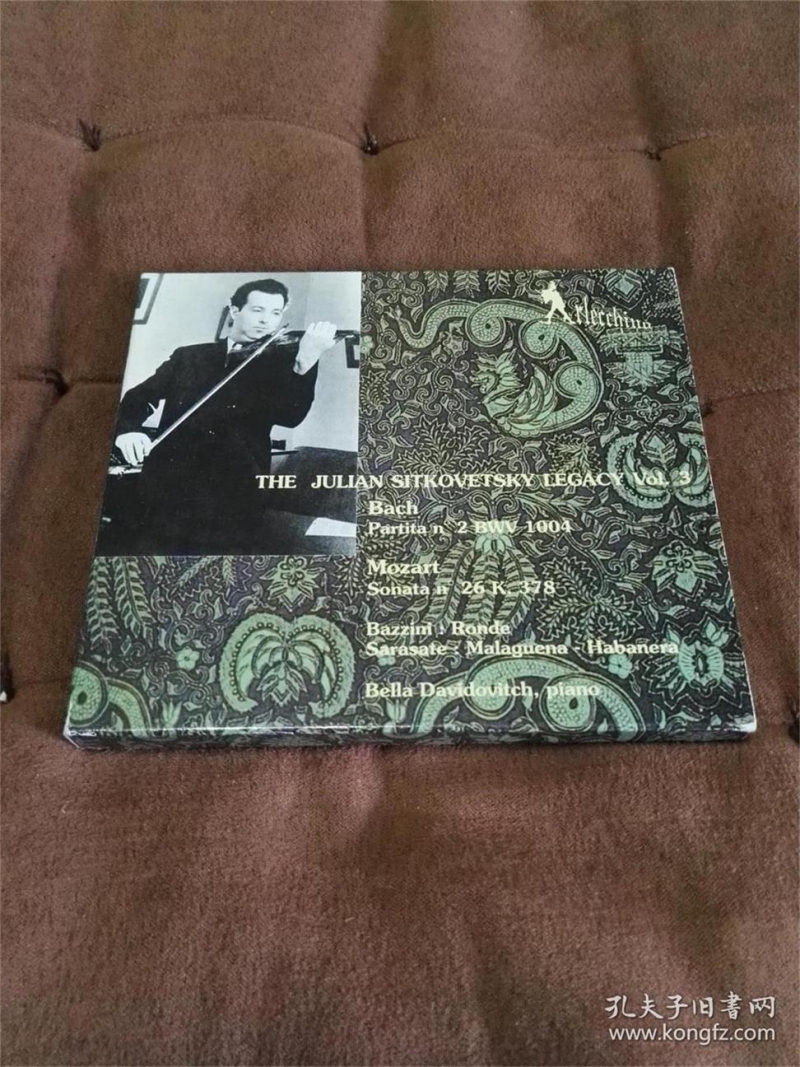 Arlecchino
THE JULIAN SITKOVETSKY LEGACY Vol. 3
Bach
Partita n 2 BWV 1004
Mozart
Sonata n 26 K. 378
Bazzini : Ronde
Sarasate : Malaguena - Habanera
Bella Davidovitch, piano
孔夫子旧書网
www.kongfz.com